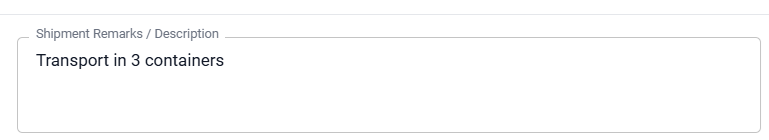 Shipment Remarks / Description
Transport in 3 containers